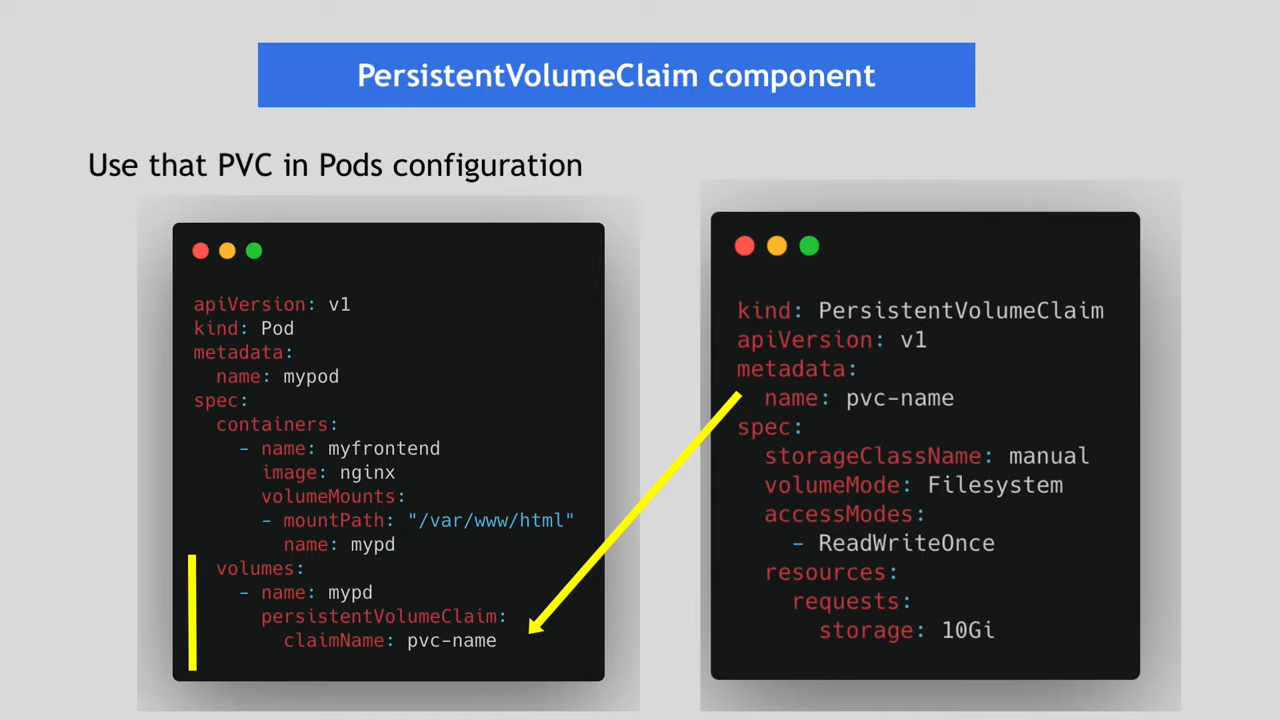 PersistentVolumeClaim component
Use that PVC in Pods configuration
apiVersion: v1
kind: Pod
metadata:
  name: mypod
spec:
  containers:
    - name: myfrontend
      image: nginx
      volumeMounts:
      - mountPath: "/var/www/html"
        name: mypd
  volumes:
    - name: mypd
      persistentVolumeClaim:
        claimName: pvc-name
kind: PersistentVolumeClaim
apiVersion: v1
metadata:
  name: pvc-name
spec:
  storageClassName: manual
  volumeMode: Filesystem
  accessModes:
    - ReadWriteOnce
  resources:
    requests:
      storage: 10Gi